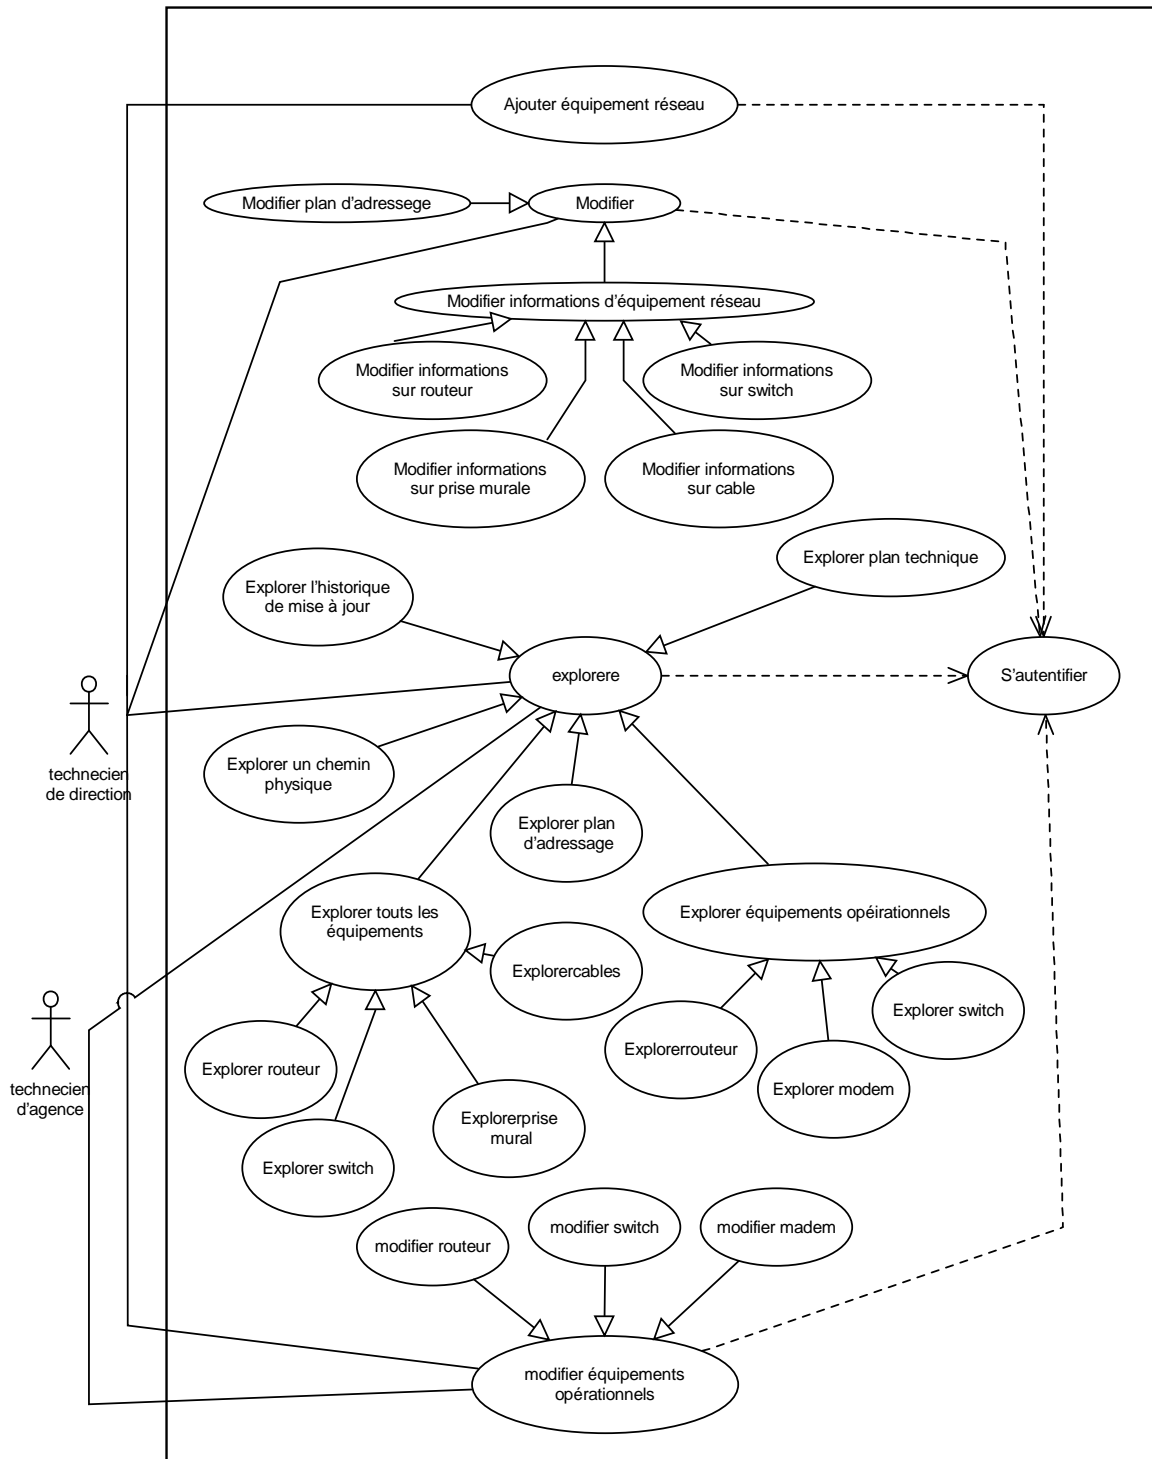 Ajouter équipement réseau
Modifier plan d'adressege
Modifier
Modifier informations d'équipement réseau
Modifier informations
sur routeur
Modifier informations
sur switch
Modifier informations
sur prise murale
Modifier informations
sur cable
Explorer plan technique
Explorer l'historique
de mise à jour
explorere
S'autentifier
technecien
de direction
Explorer un chemin
physique
Explorer plan
d'adressage
Explorer touts les
équipements
Explorer équipements opéirationnels
Explorercables
Explorer switch
technecien
d'agence
Explorer routeur
Explorerrouteur
Explorer modem
Explorerprise
mural
Explorer switch
modifier routeur
modifier switch
modifier madem
modifier équipements
opérationnels